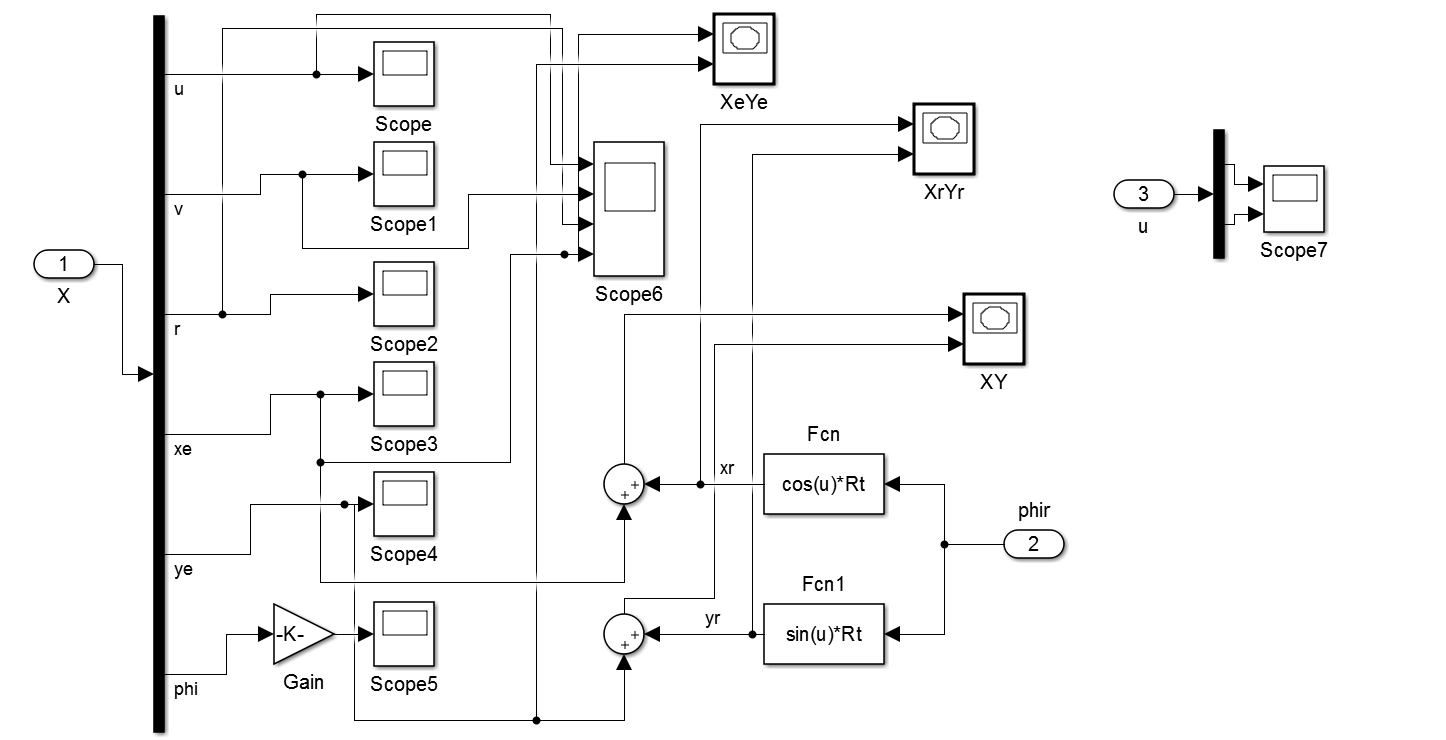 u
Scope
XeYe
v
Scope1
XrYr
3
u
Scope7
1
X
r
Scope2
Scope6
xe
Scope3
XY
ye
Scope4
xr
Fcn
cos(u)*Rt
+
+
phir
2
phi
-K-
Gain
Scope5
yr
Fcn1
sin(u)*Rt
+
+